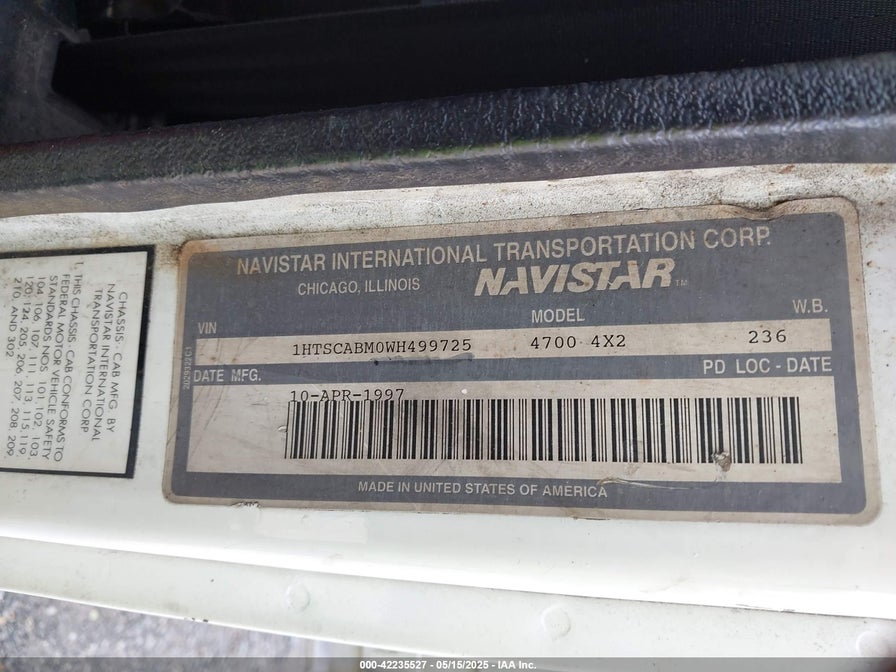 NAVISTAR INTERNATIONAL TRANSPORTATION CORP.
CHICAGO, ILLINOIS NAVISTAR TM
VIN MODEL W.B.
1HTSCABM0WH499725 4700 4X2 236
DATE MFG. PD LOC - DATE
10-APR-1997
MADE IN UNITED STATES OF AMERICA
CHASSIS - CAB MFG BY
NAVISTAR INTERNATIONAL
TRANSPORTATION CORP
1. THIS CHASSIS - CAB CONFORMS TO
FEDERAL MOTOR VEHICLE SAFETY
STANDARDS NOS 101, 102, 103,
104, 106, 107, 111, 113, 115, 119,
120, 124, 205, 206, 207, 208, 209
210, AND 302
000-42235527 - 05/15/2025 - IAA Inc.